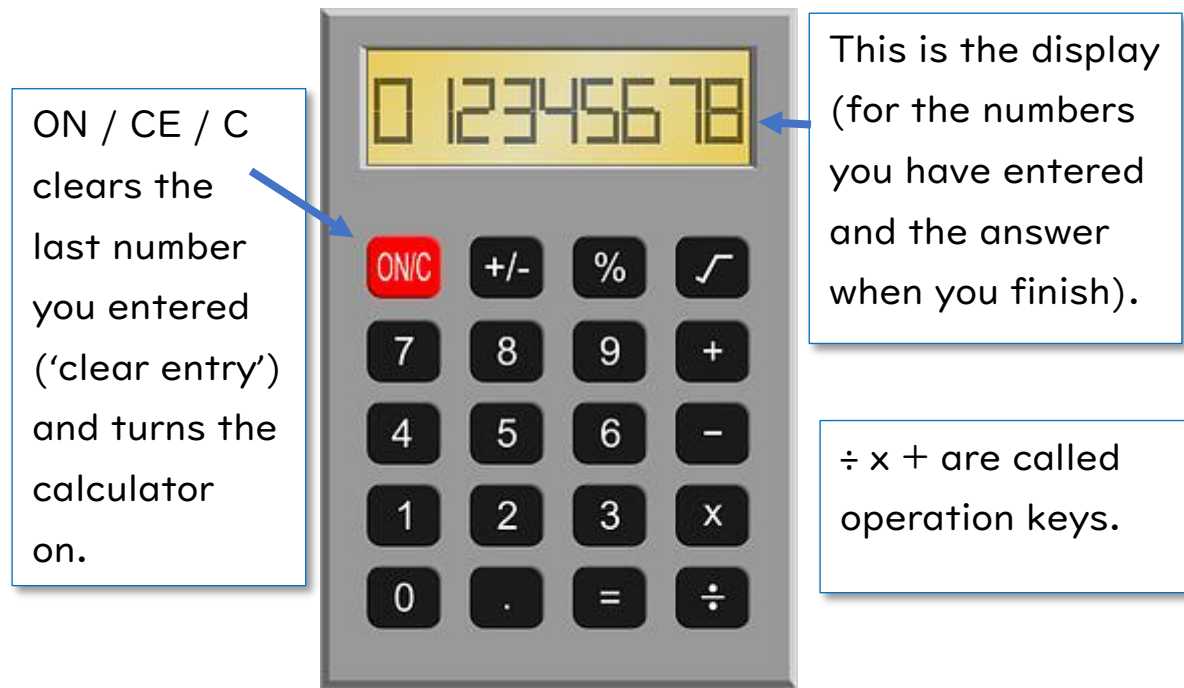 ON / CE / C
clears the
last number
you entered
(‘clear entry’)
and turns the
calculator
on.
012345678
ON/C +/- % √
7 8 9 +
4 5 6 -
1 2 3 x
0 . = ÷
This is the display
(for the numbers
you have entered
and the answer
when you finish).
÷ x + are called
operation keys.